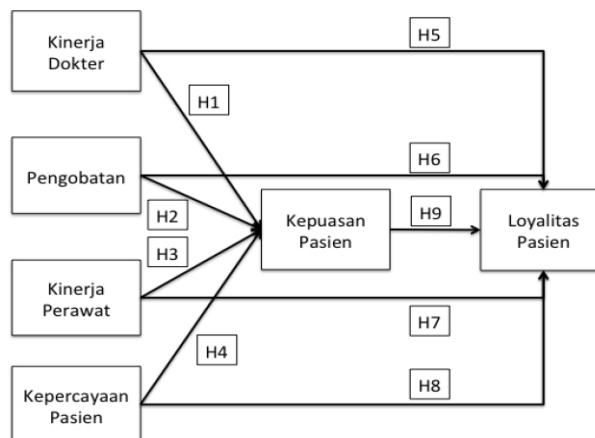 Kinerja
Dokter
H5
H1
Pengobatan
H6
H2
Kepuasan
Pasien
H9
Loyalitas
Pasien
H3
Kinerja
Perawat
H7
H4
Kepercayaan
Pasien
H8